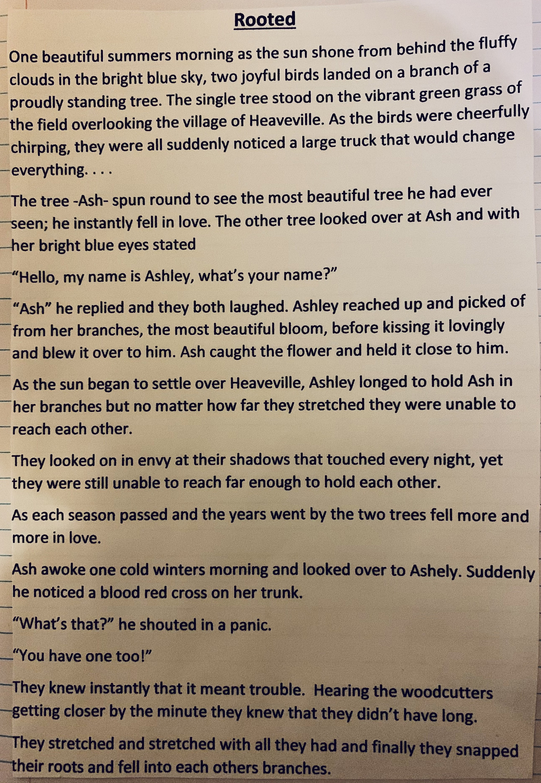 Rooted
One beautiful summers morning as the sun shone from behind the fluffy
clouds in the bright blue sky, two joyful birds landed on a branch of a
proudly standing tree. The single tree stood on the vibrant green grass of
the field overlooking the village of Heaveville. As the birds were cheerfully
chirping, they were all suddenly noticed a large truck that would change
everything. . . .
The tree -Ash- spun round to see the most beautiful tree he had ever
seen; he instantly fell in love. The other tree looked over at Ash and with
her bright blue eyes stated
“Hello, my name is Ashley, what’s your name?”
“Ash” he replied and they both laughed. Ashley reached up and picked of
from her branches, the most beautiful bloom, before kissing it lovingly
and blew it over to him. Ash caught the flower and held it close to him.
As the sun began to settle over Heaveville, Ashley longed to hold Ash in
her branches but no matter how far they stretched they were unable to
reach each other.
They looked on in envy at their shadows that touched every night, yet
they were still unable to reach far enough to hold each other.
As each season passed and the years went by the two trees fell more and
more in love.
Ash awoke one cold winters morning and looked over to Ashely. Suddenly
he noticed a blood red cross on her trunk.
“What’s that?” he shouted in a panic.
“You have one too!”
They knew instantly that it meant trouble.  Hearing the woodcutters
getting closer by the minute they knew that they didn’t have long.
They stretched and stretched with all they had and finally they snapped
their roots and fell into each others branches.